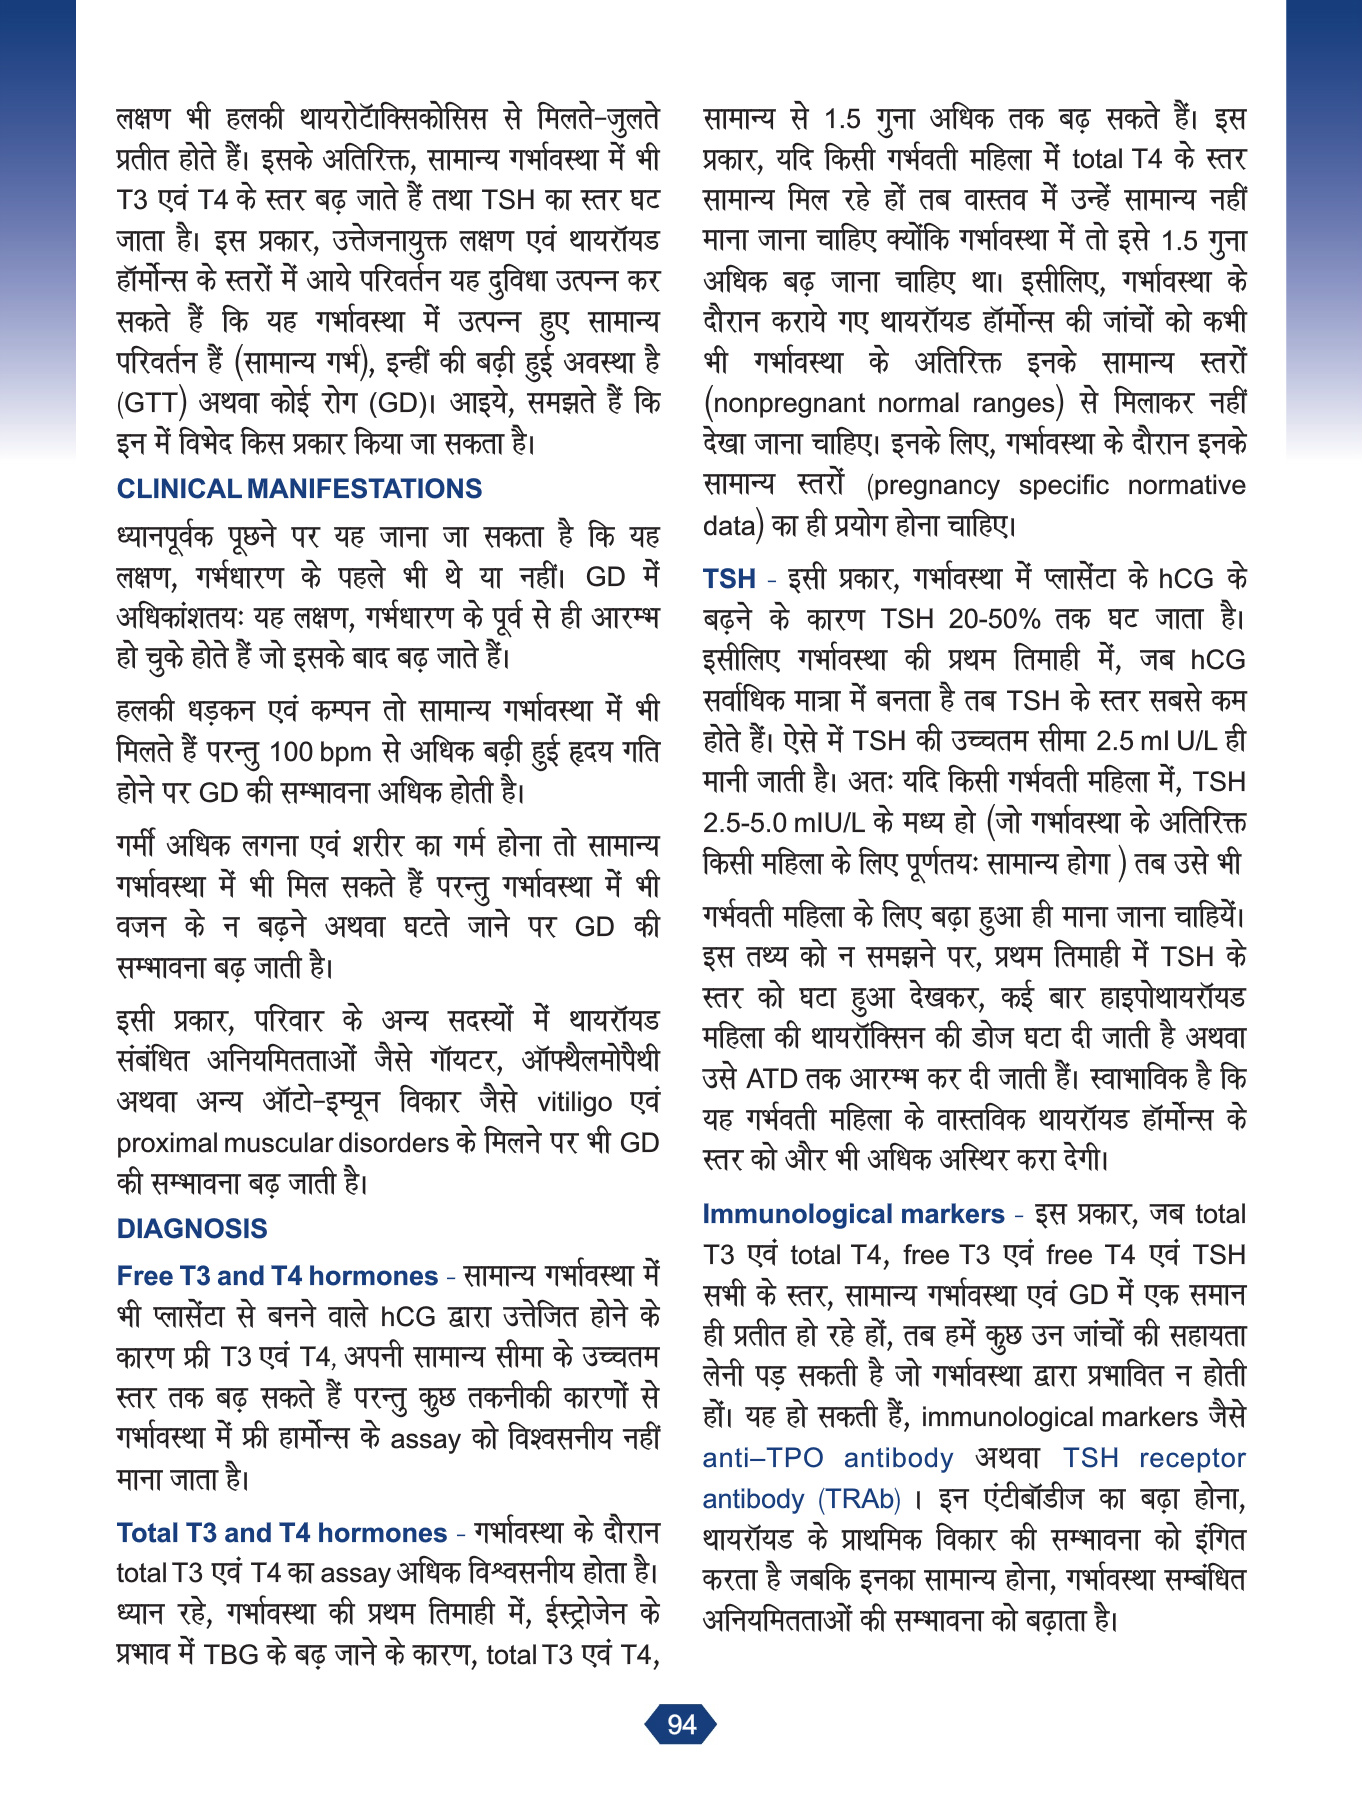 लक्षण भी हलकी थायरोटॅाक्सिकोसिस से मिलते-जुलते
प्रतीत होते हैं। इसके अतिरिक्त, सामान्य गर्भावस्था में भी
T3 एवं T4 के स्तर बढ़ जाते हैं तथा TSH का स्तर घट
जाता है। इस प्रकार, उत्तेजनायुक्त लक्षण एवं थायरॉयड
हॉर्मोन्स के स्तरों में आये परिवर्तन यह दुविधा उत्पन्न कर
सकते हैं कि यह गर्भावस्था में उत्पन्न हुए सामान्य
परिवर्तन हैं (सामान्य गर्भ), इन्हीं की बढ़ी हुई अवस्था है
(GTT) अथवा कोई रोग (GD)। आइये, समझते हैं कि
इन में विभेद किस प्रकार किया जा सकता है।
CLINICAL MANIFESTATIONS
ध्यानपूर्वक पूछने पर यह जाना जा सकता है कि यह
लक्षण, गर्भधारण के पहले भी थे या नहीं। GD में
अधिकांशतयः यह लक्षण, गर्भधारण के पूर्व से ही आरम्भ
हो चुके होते हैं जो इसके बाद बढ़ जाते हैं।
हलकी धड़कन एवं कम्पन तो सामान्य गर्भावस्था में भी
मिलते हैं परन्तु 100 bpm से अधिक बढ़ी हुई हृदय गति
होने पर GD की सम्भावना अधिक होती है।
गर्मी अधिक लगना एवं शरीर का गर्म होना तो सामान्य
गर्भावस्था में भी मिल सकते हैं परन्तु गर्भावस्था में भी
वजन के न बढ़ने अथवा घटते जाने पर GD की
सम्भावना बढ़ जाती है।
इसी प्रकार, परिवार के अन्य सदस्यों में थायरॉयड
संबंधित अनियमितताओं जैसे गॉयटर, ऑफ्थैलमोपैथी
अथवा अन्य ऑटो-इम्यून विकार जैसे vitiligo एवं
proximal muscular disorders के मिलने पर भी GD
की सम्भावना बढ़ जाती है।
DIAGNOSIS
Free T3 and T4 hormones - सामान्य गर्भावस्था में
भी प्लासेंटा से बनने वाले hCG द्वारा उत्तेजित होने के
कारण फ्री T3 एवं T4, अपनी सामान्य सीमा के उच्चतम
स्तर तक बढ़ सकते हैं परन्तु कुछ तकनीकी कारणों से
गर्भावस्था में फ्री हार्मोन्स के assay को विश्वसनीय नहीं
माना जाता है।
Total T3 and T4 hormones - गर्भावस्था के दौरान
total T3 एवं T4 का assay अधिक विश्वसनीय होता है।
ध्यान रहे, गर्भावस्था की प्रथम तिमाही में, ईस्ट्रोजेन के
प्रभाव में TBG के बढ़ जाने के कारण, total T3 एवं T4,
सामान्य से 1.5 गुना अधिक तक बढ़ सकते हैं। इस
प्रकार, यदि किसी गर्भवती महिला में total T4 के स्तर
सामान्य मिल रहे हों तब वास्तव में उन्हें सामान्य नहीं
माना जाना चाहिए क्योंकि गर्भावस्था में तो इसे 1.5 गुना
अधिक बढ़ जाना चाहिए था। इसीलिए, गर्भावस्था के
दौरान कराये गए थायरॉयड हॉर्मोन्स की जांचों को कभी
भी गर्भावस्था के अतिरिक्त इनके सामान्य स्तरों
(nonpregnant normal ranges) से मिलाकर नहीं
देखा जाना चाहिए। इनके लिए, गर्भावस्था के दौरान इनके
सामान्य स्तरों (pregnancy specific normative
data) का ही प्रयोग होना चाहिए।
TSH - इसी प्रकार, गर्भावस्था में प्लासेंटा के hCG के
बढ़ने के कारण TSH 20-50% तक घट जाता है।
इसीलिए गर्भावस्था की प्रथम तिमाही में, जब hCG
सर्वाधिक मात्रा में बनता है तब TSH के स्तर सबसे कम
होते हैं। ऐसे में TSH की उच्चतम सीमा 2.5 ml U/L ही
मानी जाती है। अतः यदि किसी गर्भवती महिला में, TSH
2.5-5.0 mIU/L के मध्य हो (जो गर्भावस्था के अतिरिक्त
किसी महिला के लिए पूर्णतयः सामान्य होगा ) तब उसे भी
गर्भवती महिला के लिए बढ़ा हुआ ही माना जाना चाहियें।
इस तथ्य को न समझने पर, प्रथम तिमाही में TSH के
स्तर को घटा हुआ देखकर, कई बार हाइपोथायरॉयड
महिला की थायरॉक्सिन की डोज घटा दी जाती है अथवा
उसे ATD तक आरम्भ कर दी जाती हैं। स्वाभाविक है कि
यह गर्भवती महिला के वास्तविक थायरॉयड हॉर्मोन्स के
स्तर को और भी अधिक अस्थिर करा देगी।
Immunological markers - इस प्रकार, जब total
T3 एवं total T4, free T3 एवं free T4 एवं TSH
सभी के स्तर, सामान्य गर्भावस्था एवं GD में एक समान
ही प्रतीत हो रहे हों, तब हमें कुछ उन जांचों की सहायता
लेनी पड़ सकती है जो गर्भावस्था द्वारा प्रभावित न होती
हों। यह हो सकती हैं, immunological markers जैसे
anti–TPO antibody अथवा TSH receptor
antibody (TRAb) । इन एंटीबॉडीज का बढ़ा होना,
थायरॉयड के प्राथमिक विकार की सम्भावना को इंगित
करता है जबकि इनका सामान्य होना, गर्भावस्था सम्बंधित
अनियमितताओं की सम्भावना को बढ़ाता है।
94